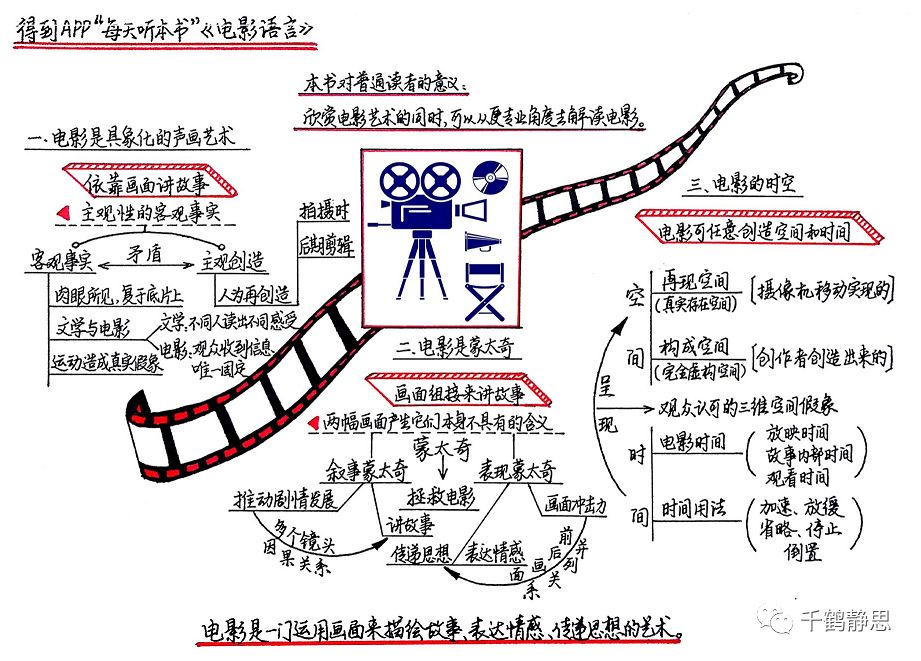 得到APP“每天听本书”《电影语言》
本书对普通读者的意义:
欣赏电影艺术的同时,可以从更专业角度去解读电影。
一、电影是具象化的声画艺术
依靠画面讲故事
主观性的客观事实
客观事实
矛盾
主观创造
拍摄时
后期剪辑
人为再创造
肉眼所见,复于底片上
文学与电影
文学:不同人读出不同感受
电影:观众收到信息
唯一固定
运动造成真实假象
二、电影是蒙太奇
画面组接来讲故事
两幅画面产生它们本身不具有的含义
蒙太奇
叙事蒙太奇
表现蒙太奇
拯救电影
推动剧情发展
画面冲击力
讲故事
多个镜头
因果关系
传递思想
表达情感
前后画面
并列关系
三、电影的时空
电影可任意创造空间和时间
空间
再现空间
(真实存在空间)
[摄像机移动实现的]
构成空间
(完全虚构空间)
[创作者创造出来的]
呈现
观众认可的三维空间假象
时间
电影时间
(放映时间
故事内部时间
观看时间)
时间用法
(加速、放缓
省略、停止
倒置)
电影是一门运用画面来描绘故事、表达情感、传递思想的艺术。
千鹤静思